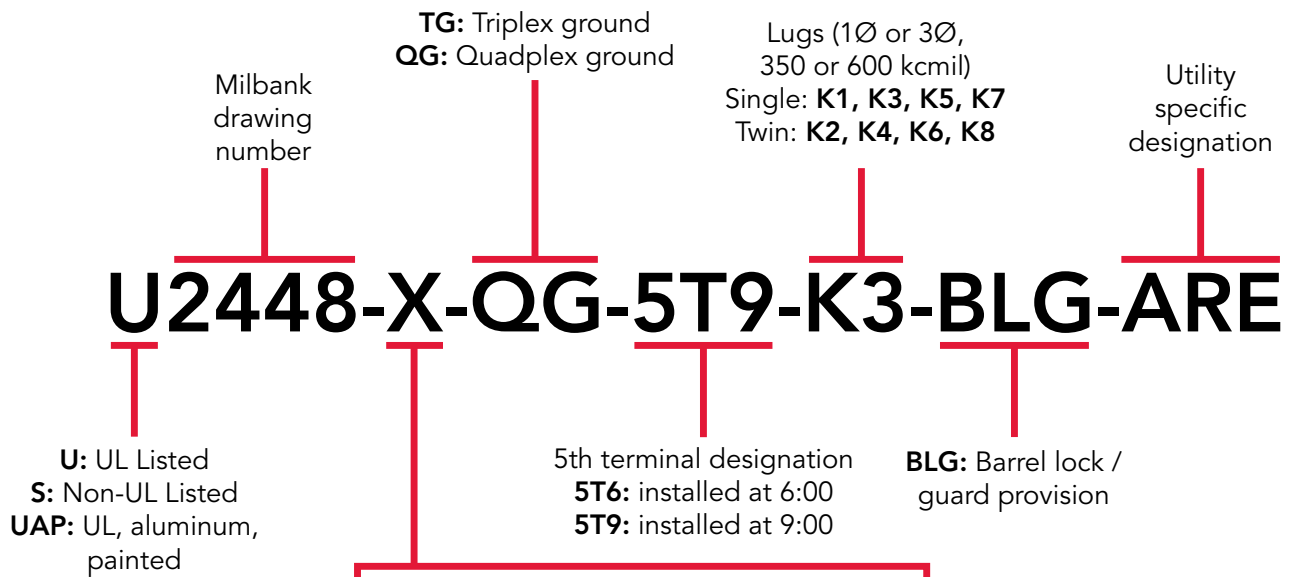 TG: Triplex ground
QG: Quadplex ground
Lugs (1Ø or 3Ø,
350 or 600 kcmil)
Single: K1, K3, K5, K7
Twin: K2, K4, K6, K8
Milbank
drawing
number
Utility
specific
designation
U2448-X-QG-5T9-K3-BLG-ARE
U: UL Listed
S: Non-UL Listed
UAP: UL, aluminum,
painted
5th terminal designation
5T6: installed at 6:00
5T9: installed at 9:00
BLG: Barrel lock /
guard provision